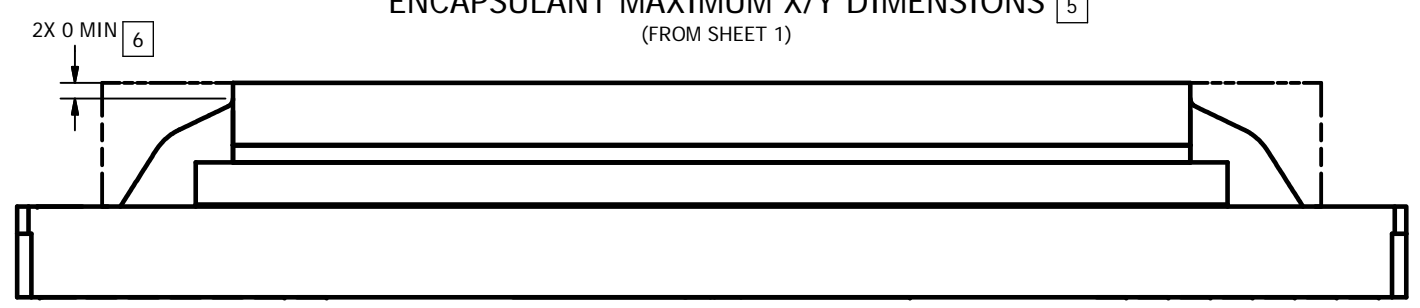 ENCAPSULANT MAXIMUM X/Y DIMENSIONS 5
(FROM SHEET 1)
2X 0 MIN 6